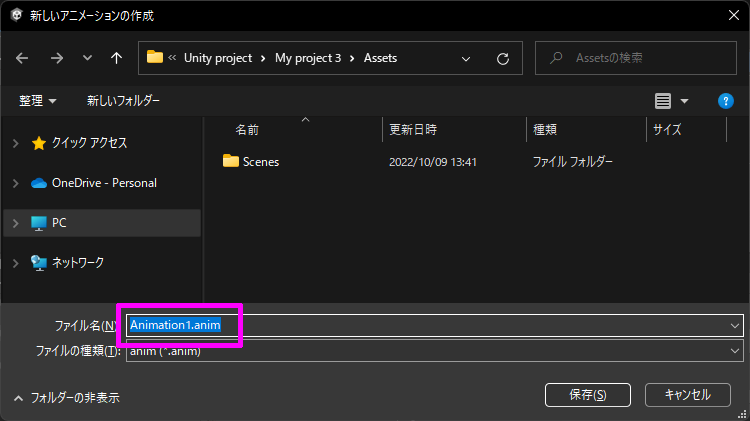 新しいアニメーションの作成
« Unity project › My project 3 › Assets
Assetsの検索
整理 新しいフォルダー
名前 更新日時 種類 サイズ
クイック アクセス
Scenes 2022/10/09 13:41 ファイル フォルダー
OneDrive - Personal
PC
ネットワーク
ファイル名(N): Animation1.anim
ファイルの種類(T): anim (*.anim)
フォルダーの非表示 保存(S) キャンセル